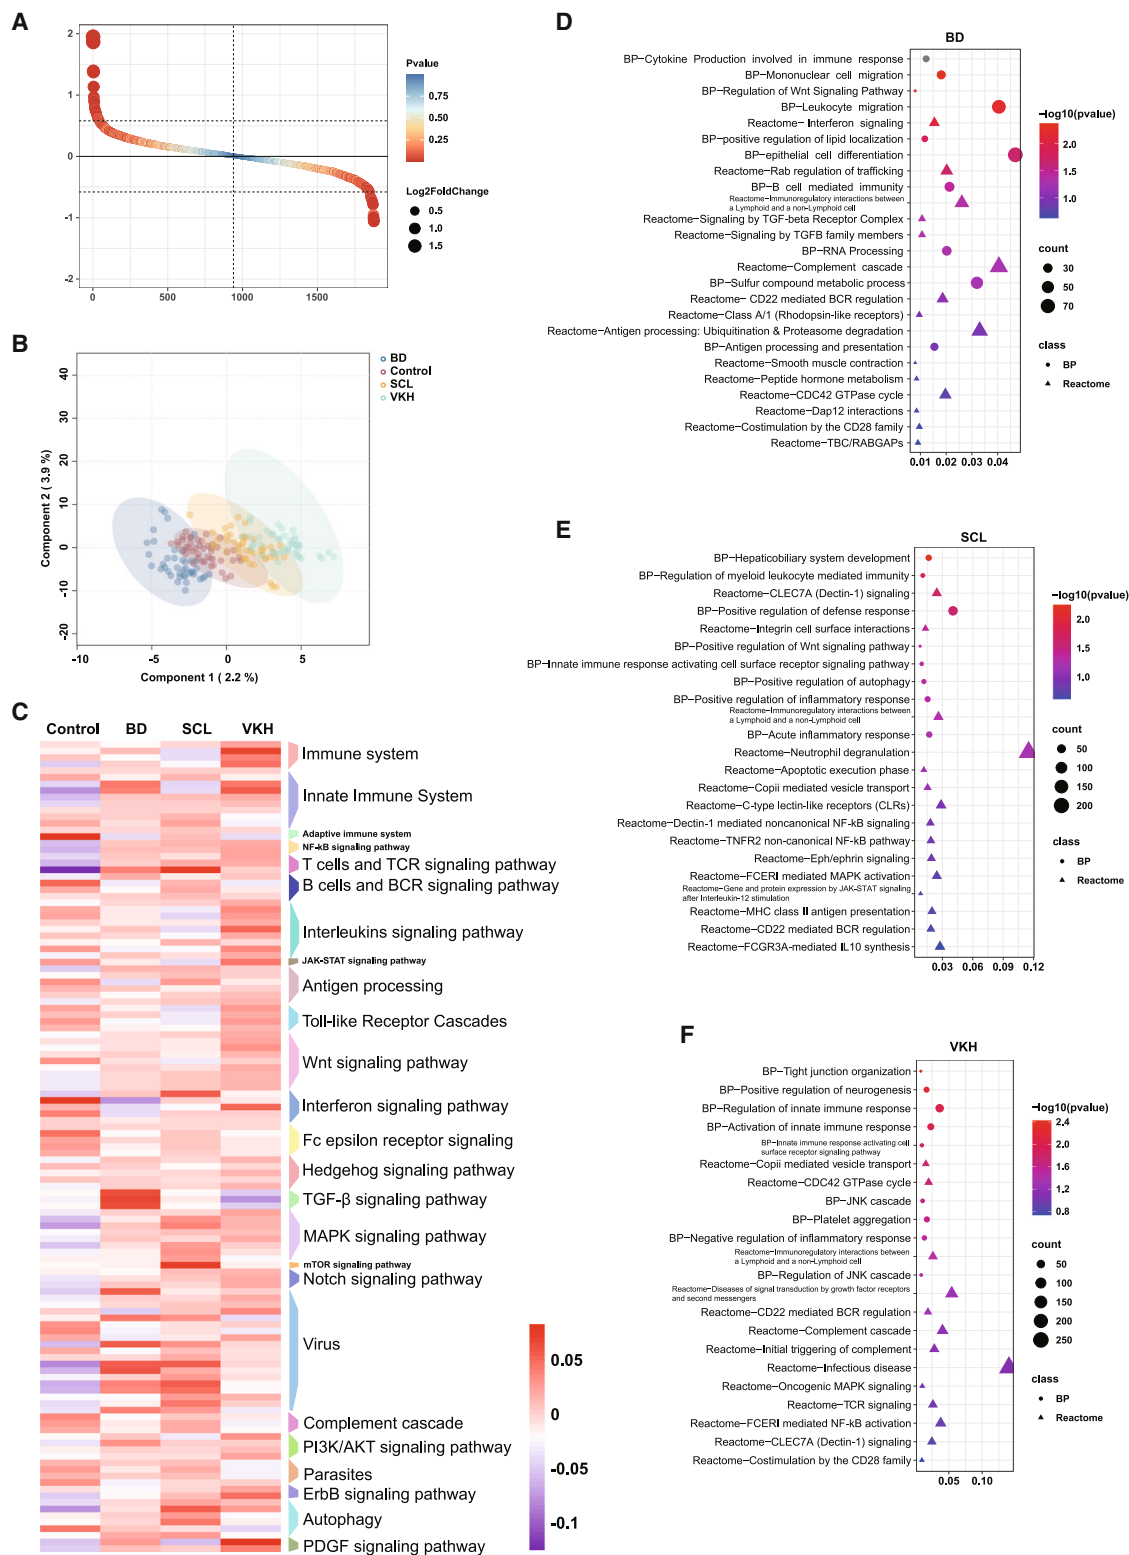 A
2
1
0
-1
-2
0
500
1000
1500
Pvalue
0.75
0.50
0.25
Log2FoldChange
0.5
1.0
1.5
B
Component 2 ( 3.9 %)
40
30
20
10
0
-10
-20
-10
-5
0
5
Component 1 ( 2.2 %)
BD
Control
SCL
VKH
C
Control
BD
SCL
VKH
Immune system
Innate Immune System
Adaptive immune system
NF-kB signaling pathway
T cells and TCR signaling pathway
B cells and BCR signaling pathway
Interleukins signaling pathway
JAK-STAT signaling pathway
Antigen processing
Toll-like Receptor Cascades
Wnt signaling pathway
Interferon signaling pathway
Fc epsilon receptor signaling
Hedgehog signaling pathway
TGF-β signaling pathway
MAPK signaling pathway
mTOR signaling pathway
Notch signaling pathway
Virus
Complement cascade
PI3K/AKT signaling pathway
Parasites
ErbB signaling pathway
Autophagy
PDGF signaling pathway
0.05
0
-0.05
-0.1
D
BD
BP−Cytokine Production involved in immune response
BP−Mononuclear cell migration
BP−Regulation of Wnt Signaling Pathway
BP−Leukocyte migration
Reactome− Interferon signaling
BP−positive regulation of lipid localization
BP−epithelial cell differentiation
Reactome−Rab regulation of trafficking
BP−B cell mediated immunity
Reactome−Immunoregulatory interactions between
a Lymphoid and a non−Lymphoid cell
Reactome−Signaling by TGF-beta Receptor Complex
Reactome−Signaling by TGFB family members
BP−RNA Processing
Reactome−Complement cascade
BP−Sulfur compound metabolic process
Reactome− CD22 mediated BCR regulation
Reactome−Class A/1 (Rhodopsin−like receptors)
Reactome−Antigen processing: Ubiquitination & Proteasome degradation
BP−Antigen processing and presentation
Reactome−Smooth muscle contraction
Reactome−Peptide hormone metabolism
Reactome−CDC42 GTPase cycle
Reactome−Dap12 interactions
Reactome−Costimulation by the CD28 family
Reactome−TBC/RABGAPs
0.01
0.02
0.03
0.04
−log10(pvalue)
2.0
1.5
1.0
count
30
50
70
class
BP
Reactome
E
SCL
BP−Hepaticobiliary system development
BP−Regulation of myeloid leukocyte mediated immunity
Reactome−CLEC7A (Dectin−1) signaling
BP−Positive regulation of defense response
Reactome−Integrin cell surface interactions
BP−Positive regulation of Wnt signaling pathway
BP−Innate immune response activating cell surface receptor signaling pathway
BP−Positive regulation of autophagy
BP−Positive regulation of inflammatory response
Reactome−Immunoregulatory interactions between
a Lymphoid and a non−Lymphoid cell
BP−Acute inflammatory response
Reactome−Neutrophil degranulation
Reactome−Apoptotic execution phase
Reactome−Copii mediated vesicle transport
Reactome−C−type lectin−like receptors (CLRs)
Reactome−Dectin−1 mediated noncanonical NF−kB signaling
Reactome−TNFR2 non−canonical NF−kB pathway
Reactome−Eph/ephrin signaling
Reactome−FCERI mediated MAPK activation
Reactome−Gene and protein expression by JAK−STAT signaling
after Interleukin−12 stimulation
Reactome−MHC class II antigen presentation
Reactome−CD22 mediated BCR regulation
Reactome−FCGR3A−mediated IL10 synthesis
0.03
0.06
0.09
0.12
−log10(pvalue)
2.0
1.5
1.0
count
50
100
150
200
class
BP
Reactome
F
VKH
BP−Tight junction organization
BP−Positive regulation of neurogenesis
BP−Regulation of innate immune response
BP−Activation of innate immune response
BP−Innate immune response activating cell
surface receptor signaling pathway
Reactome−Copii mediated vesicle transport
Reactome−CDC42 GTPase cycle
BP−JNK cascade
BP−Platelet aggregation
BP−Negative regulation of inflammatory response
Reactome−Immunoregulatory interactions between
a Lymphoid and a non−Lymphoid cell
BP−Regulation of JNK cascade
Reactome−Diseases of signal transduction by growth factor receptors
and second messengers
Reactome−CD22 mediated BCR regulation
Reactome−Complement cascade
Reactome−Initial triggering of complement
Reactome−Infectious disease
Reactome−Oncogenic MAPK signaling
Reactome−TCR signaling
Reactome−FCERI mediated NF−kB activation
Reactome−CLEC7A (Dectin−1) signaling
Reactome−Costimulation by the CD28 family
0.05
0.10
−log10(pvalue)
2.4
2.0
1.6
1.2
0.8
count
50
100
150
200
250
class
BP
Reactome